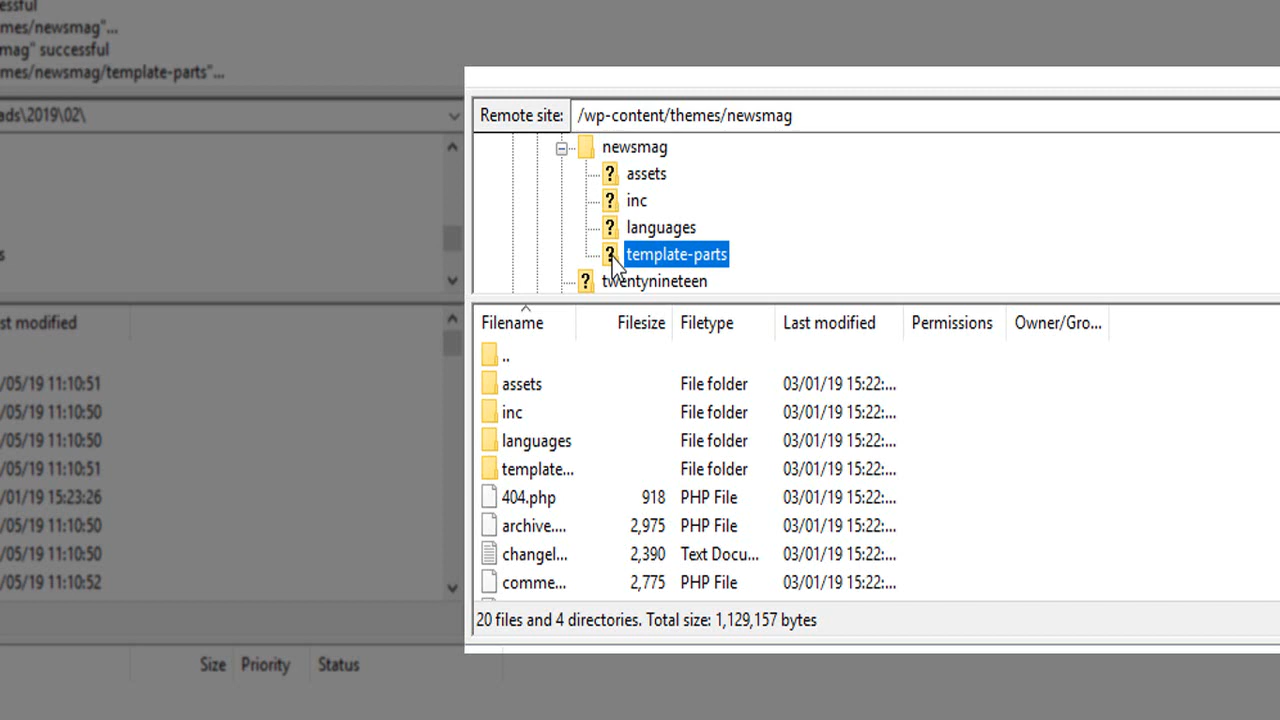 ssful
mes/newsmag"...
mag" successful
mes/newsmag/template-parts"...
ads\2019\02\
s
st modified
/05/19 11:10:51
/05/19 11:10:50
/05/19 11:10:50
/05/19 11:10:51
/01/19 15:23:26
/05/19 11:10:50
/05/19 11:10:50
/05/19 11:10:52
Remote site: /wp-content/themes/newsmag
newsmag
? assets
? inc
? languages
? template-parts
? twentynineteen
Filename Filesize Filetype Last modified Permissions Owner/Gro...
..
assets File folder 03/01/19 15:22:...
inc File folder 03/01/19 15:22:...
languages File folder 03/01/19 15:22:...
template... File folder 03/01/19 15:22:...
404.php 918 PHP File 03/01/19 15:22:...
archive.... 2,975 PHP File 03/01/19 15:22:...
changel... 2,390 Text Docu... 03/01/19 15:22:...
comme... 2,775 PHP File 03/01/19 15:22:...
20 files and 4 directories. Total size: 1,129,157 bytes
Size Priority Status